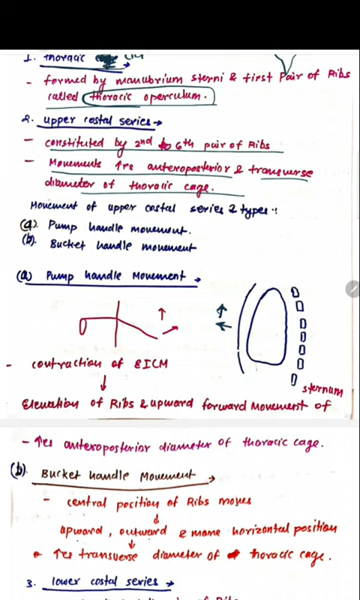 1. thoracic
- formed by manubrium sterni & first Pair of Ribs
called thoracic operculum.
2. upper costal series →
- constituted by 2nd to 6th pair of Ribs
- Movements ↑re anteroposterior & transverse
diameter of thoracic cage.
Movement of upper costal series 2 types :
(a). Pump handle movement.
(b). Bucket handle movement
(a) Pump handle Movement →
- contraction of EICM
sternum
Elevation of Ribs & upward forward Movement of
- ↑es anteroposterior diameter of thoracic cage.
(b) Bucket handle Movement
- central position of Ribs moves
upward, outward & more horizontal position
↑es transverse diameter of thoracic cage.
3. lower costal series →